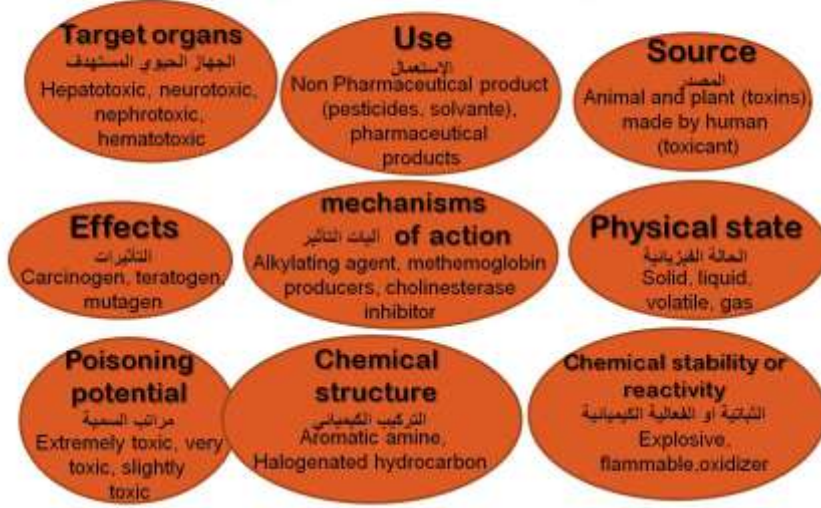 Target organs
الجهاز الحيوي المستهدف
Hepatotoxic, neurotoxic,
nephrotoxic,
hematotoxic
Use
الاستعمال
Non Pharmaceutical product
(pesticides, solvante),
pharmaceutical
products
Source
المصدر
Animal and plant (toxins),
made by human
(toxicant)
Effects
التأثيرات
Carcinogen, teratogen,
mutagen
mechanisms
of action آليات التأثير
Alkylating agent, methemoglobin
producers, cholinesterase
inhibitor
Physical state
الحالة الفيزيائية
Solid, liquid,
volatile, gas
Poisoning
potential
مراتب السمية
Extremely toxic, very
toxic, slightly
toxic
Chemical
structure
التركيب الكيميائي
Aromatic amine,
Halogenated hydrocarbon
Chemical stability or
reactivity
الثباتية او الفعالية الكيميائية
Explosive,
flammable.oxidizer